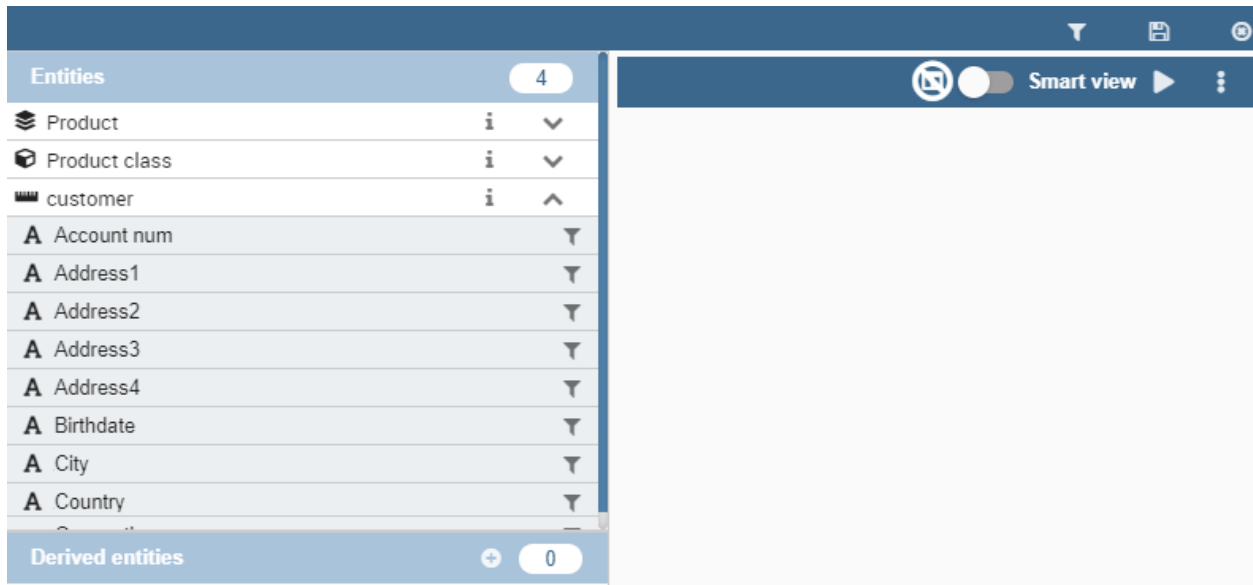 Entities 4
Smart view
Product
Product class
customer
A Account num
A Address1
A Address2
A Address3
A Address4
A Birthdate
A City
A Country
Derived entities 0